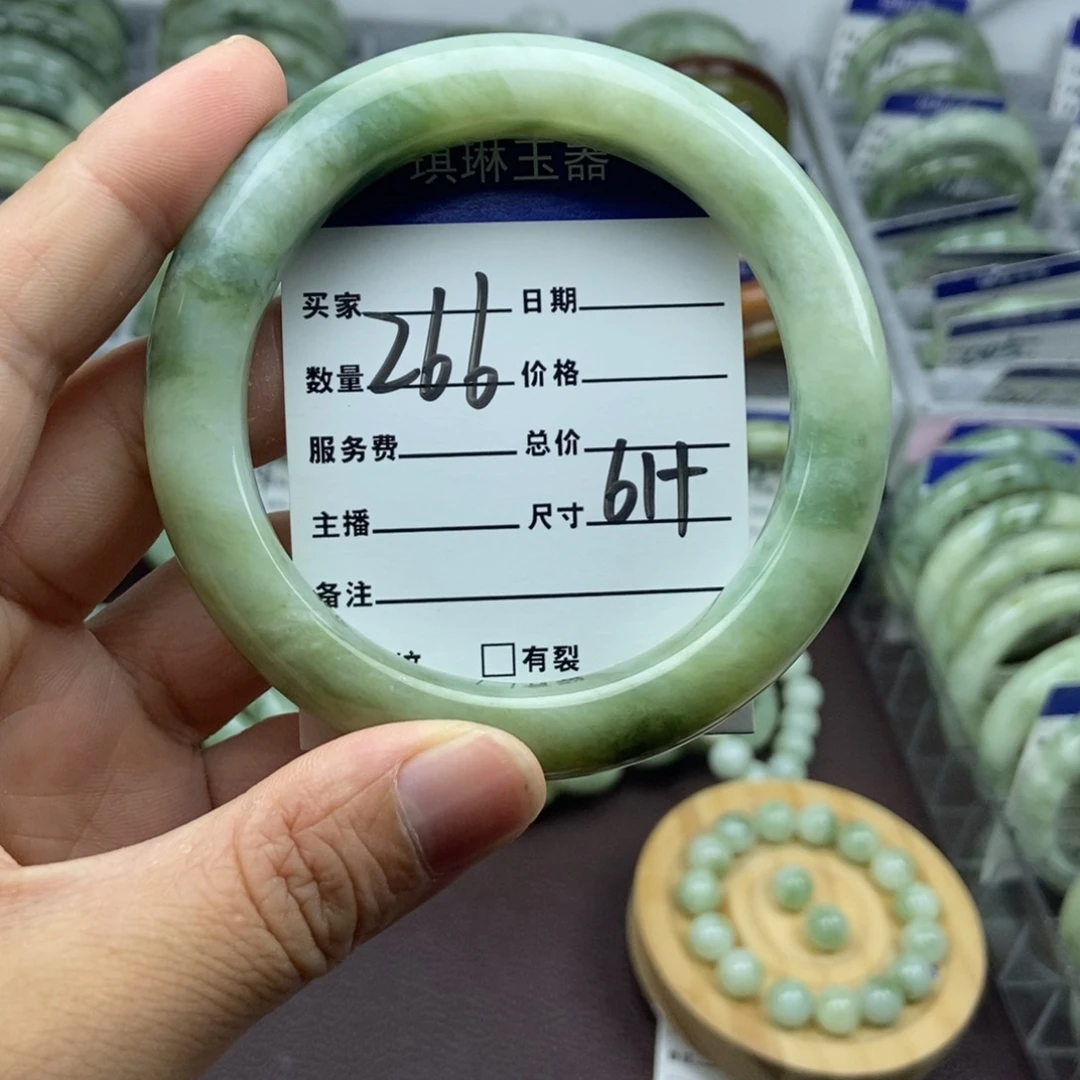 琪琳玉器
买家 日期
266
数量 价格
服务费 总价
61+
主播 尺寸
备注
□有裂